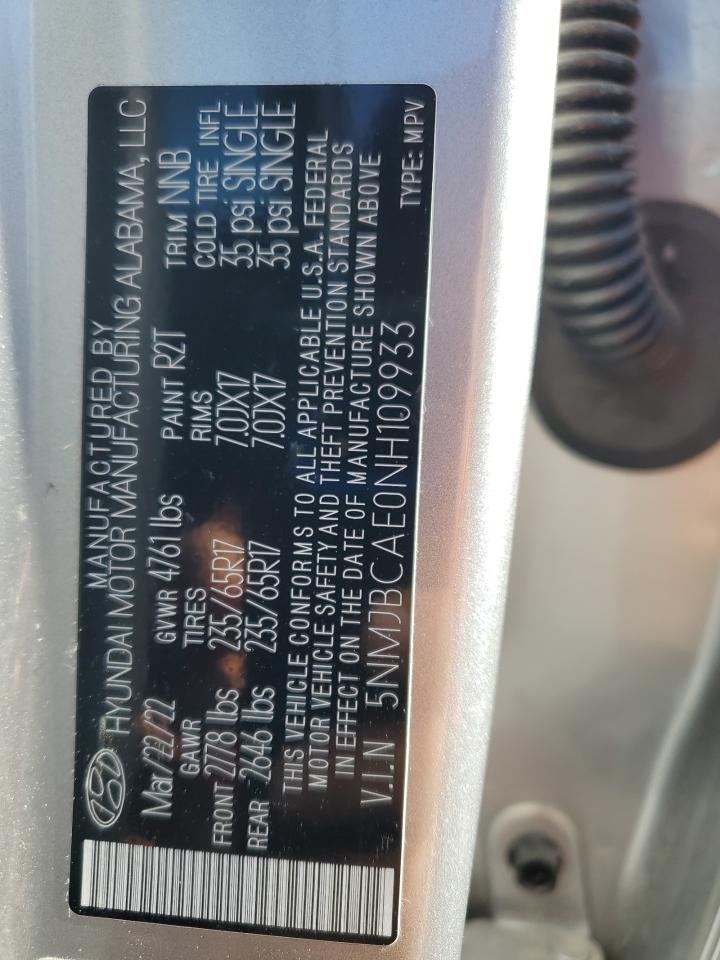 MANUFACTURED BY
HYUNDAI MOTOR MANUFACTURING ALABAMA, LLC
Mar/22/22 GVWR 4761 lbs PAINT R2T TRIM NNB
GAWR TIRES RIMS COLD TIRE INFL
FRONT 2778 lbs 235/65R17 7.0JX17 35 psi SINGLE
REAR 2646 lbs 235/65R17 7.0JX17 35 psi SINGLE
THIS VEHICLE CONFORMS TO ALL APPLICABLE U.S.A. FEDERAL
MOTOR VEHICLE SAFETY AND THEFT PREVENTION STANDARDS
IN EFFECT ON THE DATE OF MANUFACTURE SHOWN ABOVE
V.I.N 5NMJBCAE0NH109933 TYPE: MPV